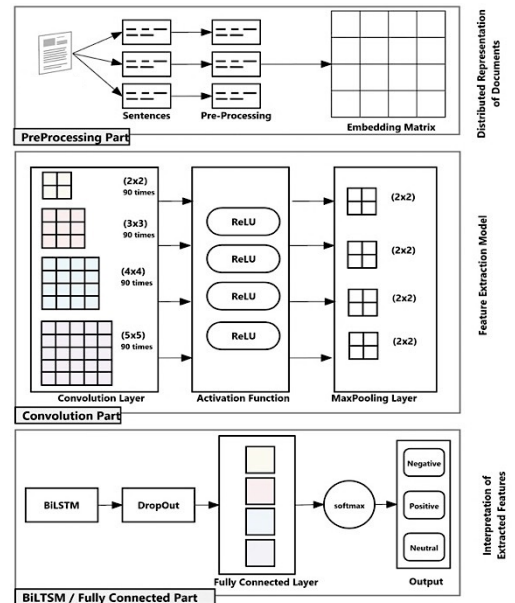 Sentences
Pre-Processing
Embedding Matrix
PreProcessing Part
Distributed Representation
of Documents
(2x2)
90 times
(3x3)
90 times
(4x4)
90 times
(5x5)
90 times
Convolution Layer
ReLU
ReLU
ReLU
ReLU
Activation Function
(2x2)
(2x2)
(2x2)
(2x2)
MaxPooling Layer
Convolution Part
Feature Extraction Model
BiLSTM
DropOut
Fully Connected Layer
softmax
Negative
Positive
Neutral
Output
BiLTSM / Fully Connected Part
Interpretation of
Extracted Features